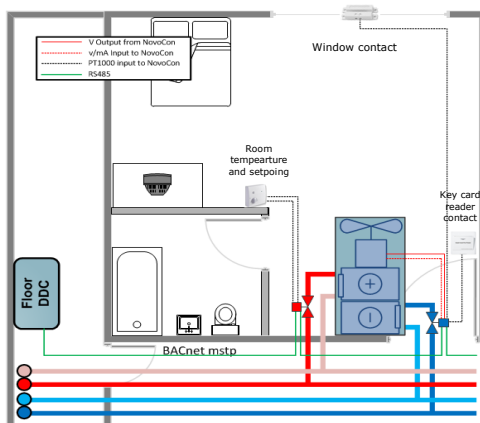 V Output from NovoCon
v/mA Input to NovoCon
PT1000 input to NovoCon
RS485
Window contact
Room
tempearture
and setpoing
Key card
reader
contact
Floor
DDC
BACnet mstp